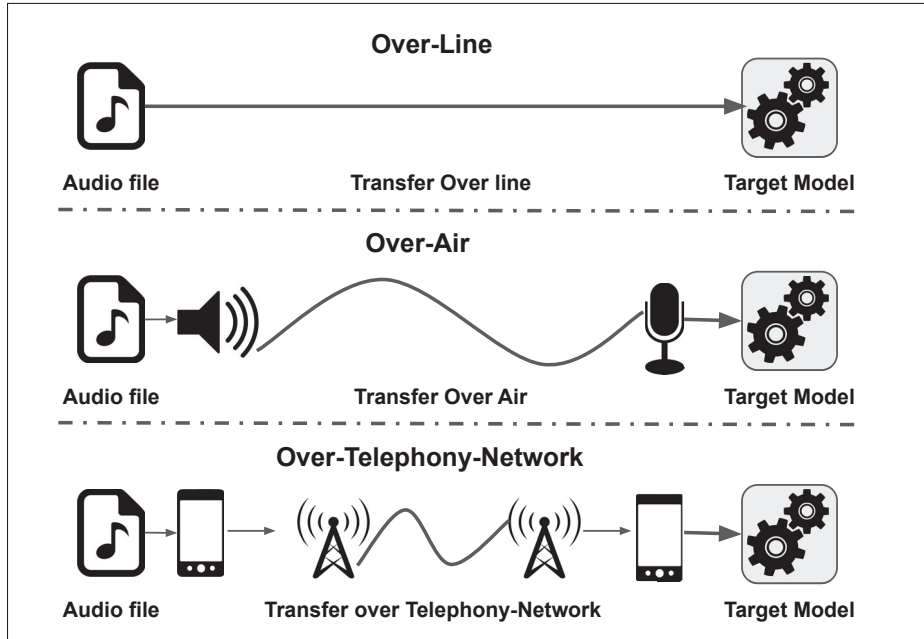 Over-Line
Audio file Transfer Over line Target Model
Over-Air
Audio file Transfer Over Air Target Model
Over-Telephony-Network
Audio file Transfer over Telephony-Network Target Model